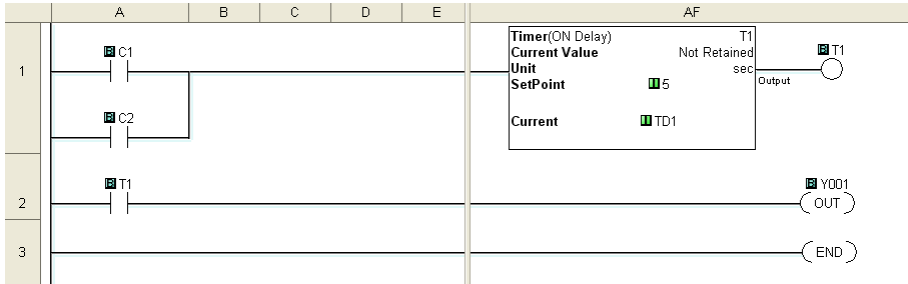 A B C D E AF
Timer(ON Delay) T1
B C1
Current Value Not Retained
B T1
1
Unit sec
Output
SetPoint 5
B C2
Current TD1
B T1
B Y001
2
OUT
3
END